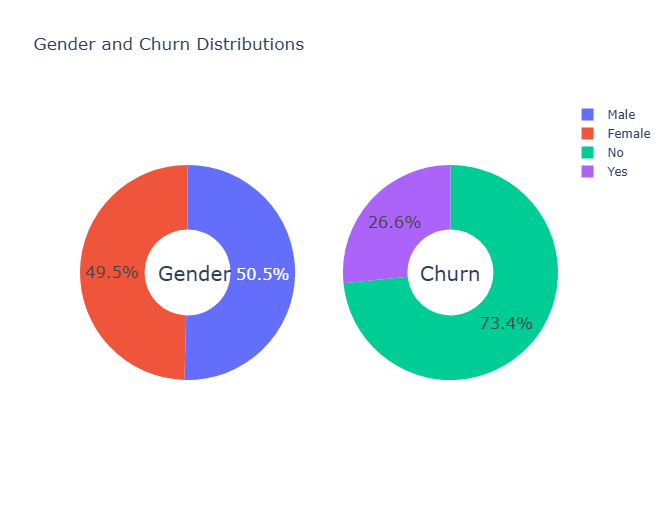 Gender and Churn Distributions
Male
Female
No
Yes
49.5%
Gender
50.5%
26.6%
Churn
73.4%